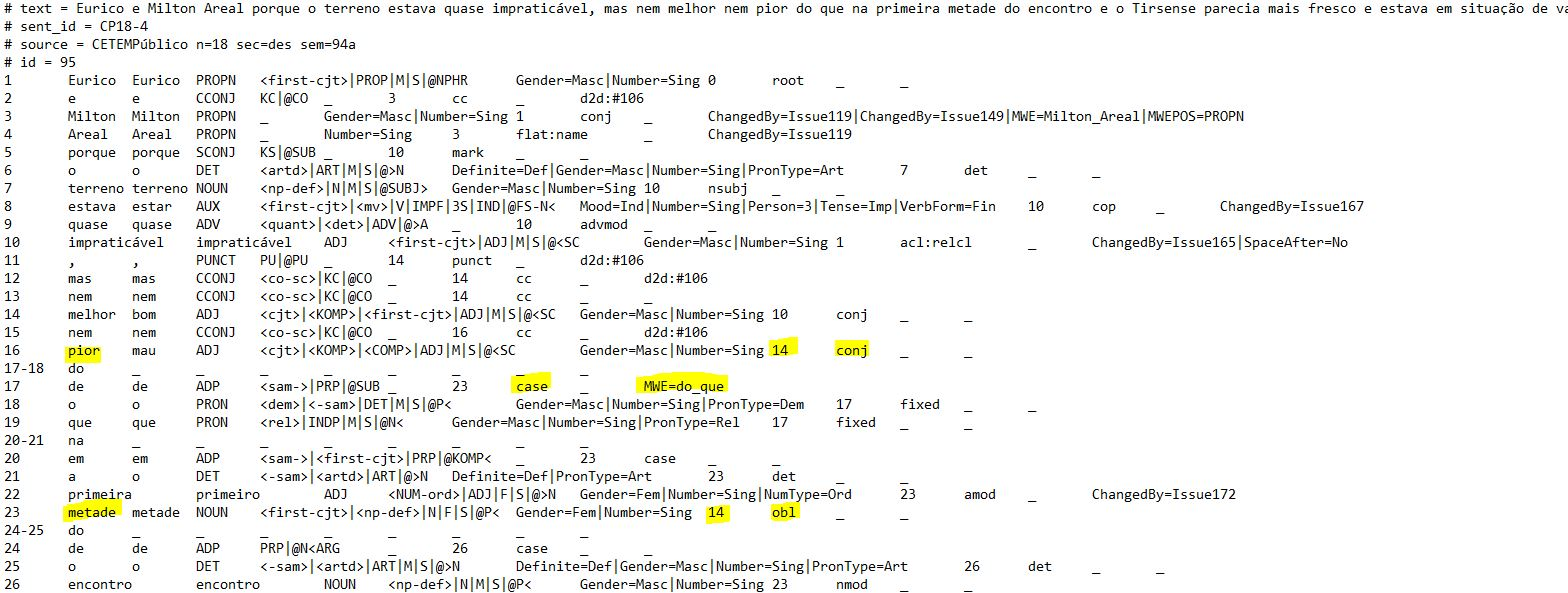 # text = Eurico e Milton Areal porque o terreno estava quase impraticável, mas nem melhor nem pior do que na primeira metade do encontro e o Tirsense parecia mais fresco e estava em situação de va
# sent_id = CP18-4
# source = CETEMPúblico n=18 sec=des sem=94a
# id = 95
1 Eurico Eurico PROPN <first-cjt>|PROP|M|S|@NPHR Gender=Masc|Number=Sing 0 root _ _
2 e e CCONJ KC|@CO _ 3 cc _ d2d:#106
3 Milton Milton PROPN _ Gender=Masc|Number=Sing 1 conj _ ChangedBy=Issue119|ChangedBy=Issue149|MWE=Milton_Areal|MWEPOS=PROPN
4 Areal Areal PROPN _ Number=Sing 3 flat:name _ ChangedBy=Issue119
5 porque porque SCONJ KS|@SUB _ 10 mark _ _
6 o o DET <artd>|ART|M|S|@>N Definite=Def|Gender=Masc|Number=Sing|PronType=Art 7 det _ _
7 terreno terreno NOUN <np-def>|N|M|S|@SUBJ> Gender=Masc|Number=Sing 10 nsubj _ _
8 estava estar AUX <first-cjt>|<mv>|V|IMPF|3S|IND|@FS-N< Mood=Ind|Number=Sing|Person=3|Tense=Imp|VerbForm=Fin 10 cop _ ChangedBy=Issue167
9 quase quase ADV <quant>|<det>|ADV|@>A _ 10 advmod _ _
10 impraticável impraticável ADJ <first-cjt>|ADJ|M|S|@<SC Gender=Masc|Number=Sing 1 acl:relcl _ ChangedBy=Issue165|SpaceAfter=No
11 , , PUNCT PU|@PU _ 14 punct _ d2d:#106
12 mas mas CCONJ <co-sc>|KC|@CO _ 14 cc _ d2d:#106
13 nem nem CCONJ <co-sc>|KC|@CO _ 14 cc _ _
14 melhor bom ADJ <cjt>|<KOMP>|<first-cjt>|ADJ|M|S|@<SC Gender=Masc|Number=Sing 10 conj _ _
15 nem nem CCONJ <co-sc>|KC|@CO _ 16 cc _ d2d:#106
16 pior mau ADJ <cjt>|<KOMP>|<COMP>|ADJ|M|S|@<SC Gender=Masc|Number=Sing 14 conj _ _
17-18 do _ _ _ _ _ _ _ _
17 de de ADP <sam->|PRP|@SUB _ 23 case _ MWE=do_que
18 o o PRON <dem>|<-sam>|DET|M|S|@P< Gender=Masc|Number=Sing|PronType=Dem 17 fixed _ _
19 que que PRON <rel>|INDP|M|S|@N< Gender=Masc|Number=Sing|PronType=Rel 17 fixed _ _
20-21 na _ _ _ _ _ _ _ _
20 em em ADP <sam->|<first-cjt>|PRP|@KOMP< _ 23 case _ _
21 a o DET <-sam>|<artd>|ART|@>N Definite=Def|PronType=Art 23 det _ _
22 primeira primeiro ADJ <NUM-ord>|ADJ|F|S|@>N Gender=Fem|Number=Sing|NumType=Ord 23 amod _ ChangedBy=Issue172
23 metade metade NOUN <first-cjt>|<np-def>|N|F|S|@P< Gender=Fem|Number=Sing 14 obl _ _
24-25 do _ _ _ _ _ _ _ _
24 de de ADP PRP|@N<ARG _ 26 case _ _
25 o o DET <-sam>|<artd>|ART|M|S|@>N Definite=Def|Gender=Masc|Number=Sing|PronType=Art 26 det _ _
26 encontro encontro NOUN <np-def>|N|M|S|@P< Gender=Masc|Number=Sing 23 nmod _ _